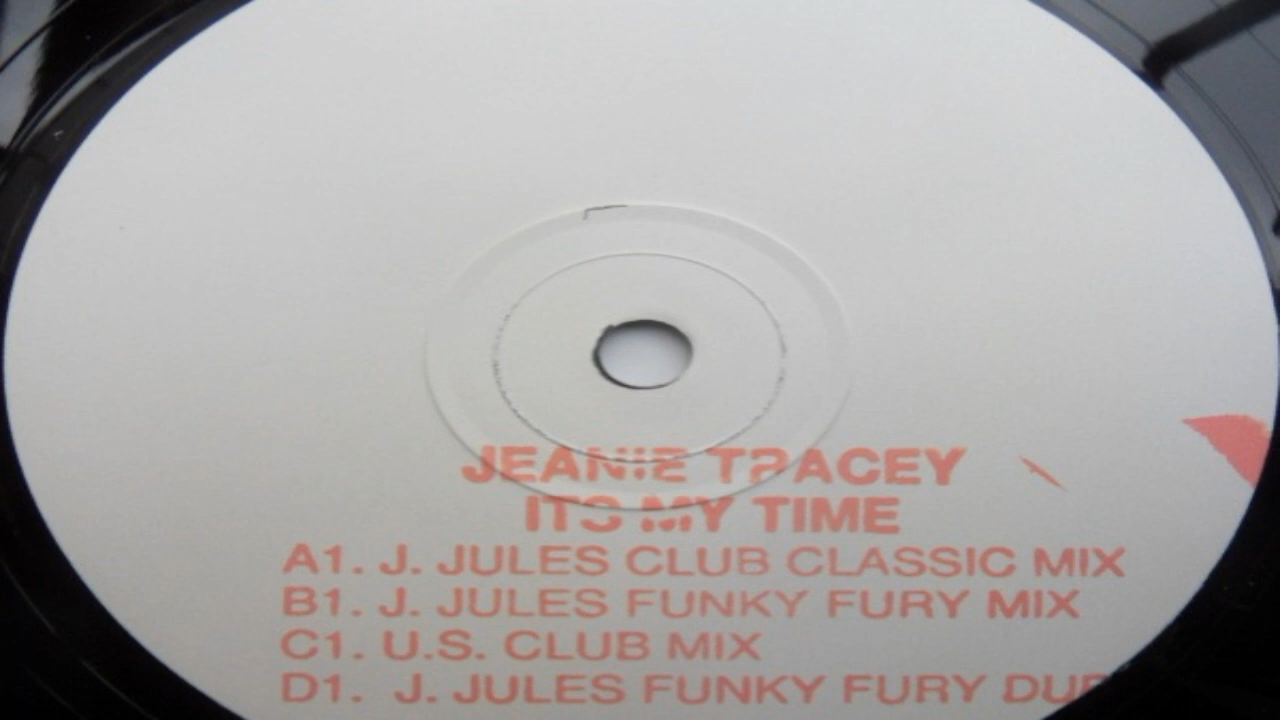 JEANIE TRACEY
ITS MY TIME
A1. J. JULES CLUB CLASSIC MIX
B1. J. JULES FUNKY FURY MIX
C1. U.S. CLUB MIX
D1. J. JULES FUNKY FURY DUB